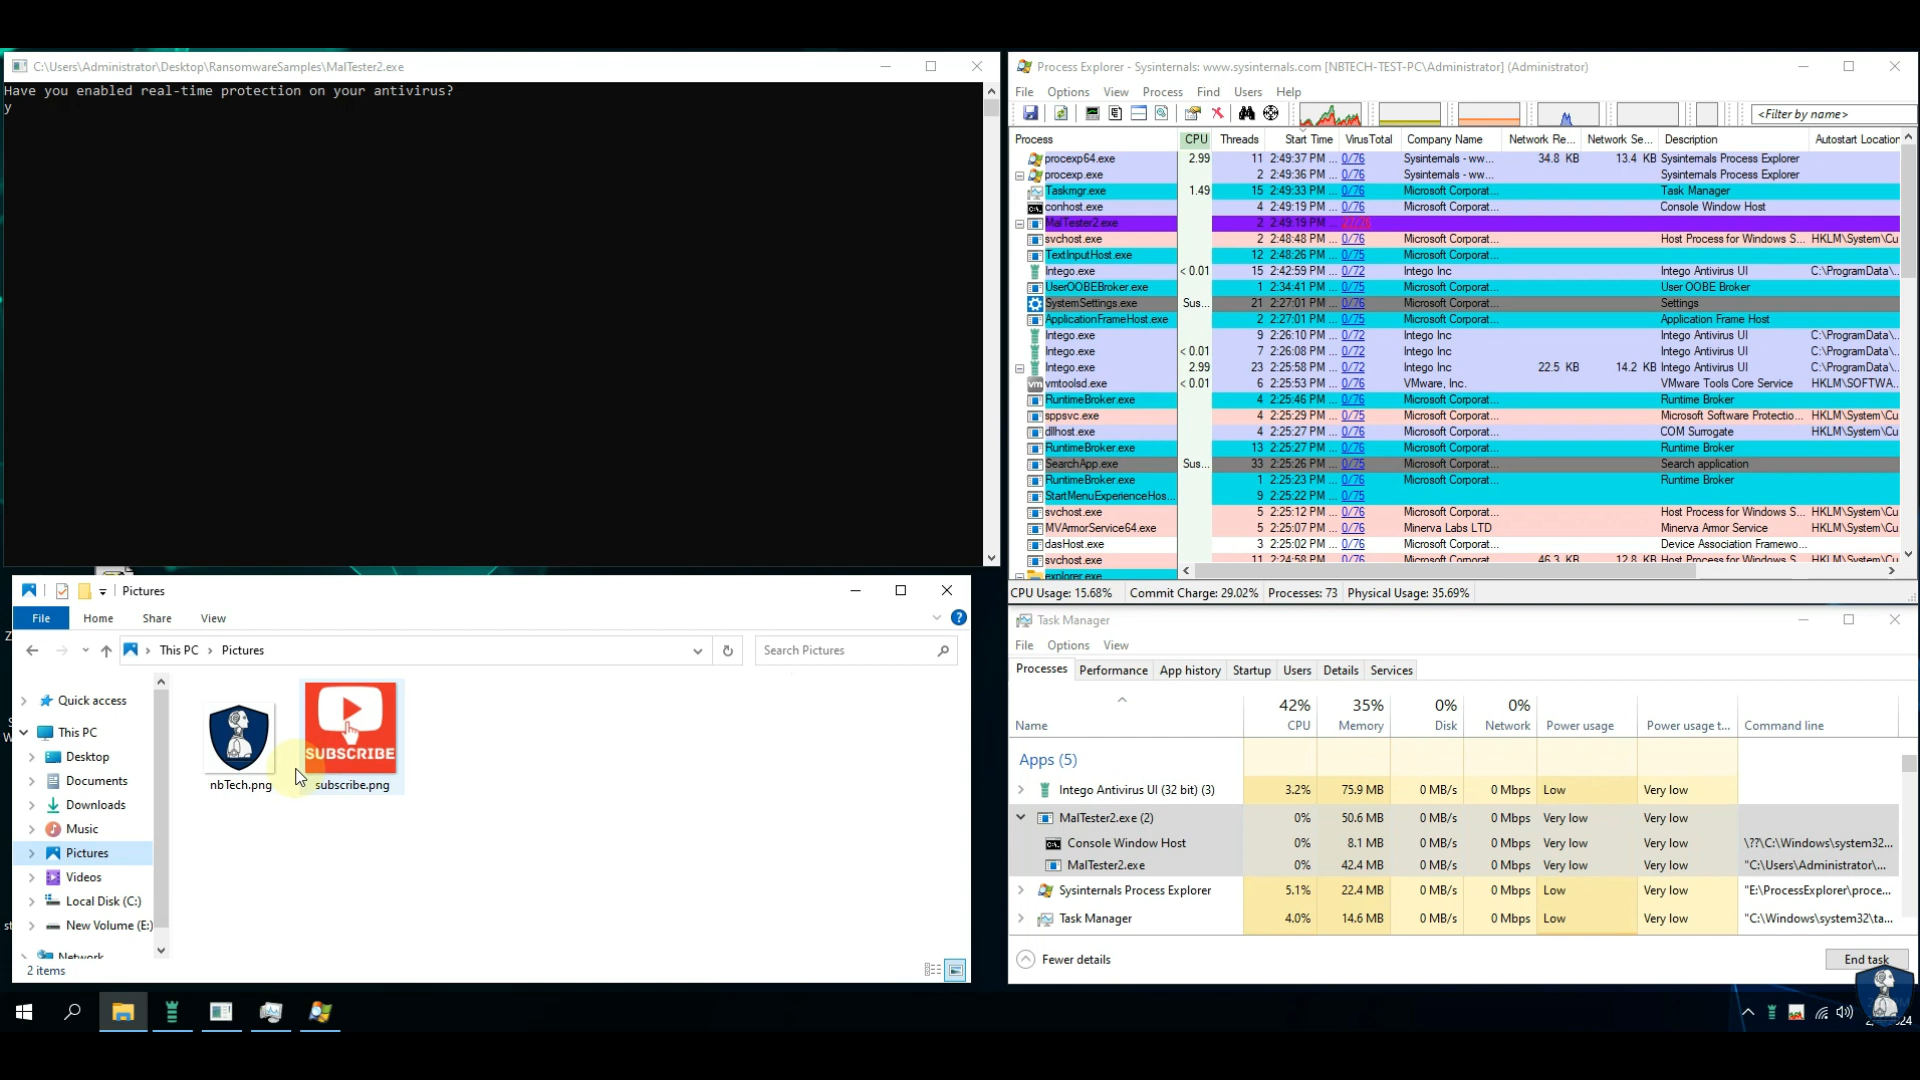 C:\Users\Administrator\Desktop\RansomwareSamples\MalTester2.exe
Have you enabled real-time protection on your antivirus?
y
Process Explorer - Sysinternals: www.sysinternals.com [NBTECH-TEST-PC\Administrator] (Administrator)
File Options View Process Find Users Help
<Filter by name>
Process CPU Threads Start Time VirusTotal Company Name Network Re... Network Se... Description Autostart Location
procexp64.exe 2.99 11 2:49:37 PM ... 0/76 Sysinternals - ww... 34.8 KB 13.4 KB Sysinternals Process Explorer
procexp.exe 2 2:49:36 PM ... 0/76 Sysinternals - ww... Sysinternals Process Explorer
Taskmgr.exe 1.49 15 2:49:33 PM ... 0/76 Microsoft Corporat... Task Manager
conhost.exe 4 2:49:19 PM ... 0/76 Microsoft Corporat... Console Window Host
MalTester2.exe 2 2:49:19 PM ...
svchost.exe 2 2:48:48 PM ... 0/76 Microsoft Corporat... Host Process for Windows S... HKLM\System\Cu
TextInputHost.exe 12 2:48:26 PM ... 0/75 Microsoft Corporat...
Intego.exe < 0.01 15 2:42:59 PM ... 0/72 Intego Inc Intego Antivirus UI C:\ProgramData\...
UserOOBEBroker.exe 1 2:34:41 PM ... 0/75 Microsoft Corporat... User OOBE Broker
SystemSettings.exe Sus... 21 2:27:01 PM ... 0/76 Microsoft Corporat... Settings
ApplicationFrameHost.exe 2 2:27:01 PM ... 0/75 Microsoft Corporat... Application Frame Host
Intego.exe 9 2:26:10 PM ... 0/72 Intego Inc Intego Antivirus UI C:\ProgramData\...
Intego.exe < 0.01 7 2:26:08 PM ... 0/72 Intego Inc Intego Antivirus UI C:\ProgramData\...
Intego.exe 2.99 23 2:25:58 PM ... 0/72 Intego Inc 22.5 KB 14.2 KB Intego Antivirus UI C:\ProgramData\...
vmtoolsd.exe < 0.01 6 2:25:53 PM ... 0/76 VMware, Inc. VMware Tools Core Service HKLM\SOFTWA...
RuntimeBroker.exe 4 2:25:46 PM ... 0/76 Microsoft Corporat... Runtime Broker
sppsvc.exe 4 2:25:29 PM ... 0/75 Microsoft Corporat... Microsoft Software Protectio... HKLM\System\Cu
dllhost.exe 4 2:25:27 PM ... 0/76 Microsoft Corporat... COM Surrogate HKLM\System\Cu
RuntimeBroker.exe 13 2:25:27 PM ... 0/76 Microsoft Corporat... Runtime Broker
SearchApp.exe Sus... 33 2:25:26 PM ... 0/75 Microsoft Corporat... Search application
RuntimeBroker.exe 1 2:25:23 PM ... 0/76 Microsoft Corporat... Runtime Broker
StartMenuExperienceHos... 9 2:25:22 PM ... 0/75
svchost.exe 5 2:25:12 PM ... 0/76 Microsoft Corporat... Host Process for Windows S... HKLM\System\Cu
MVArmorService64.exe 5 2:25:07 PM ... 0/76 Minerva Labs LTD Minerva Armor Service HKLM\System\Cu
dasHost.exe 3 2:25:02 PM ... 0/76 Microsoft Corporat... Device Association Framewo...
svchost.exe 11 2:24:58 PM ... 0/76 Microsoft Corporat... 46.3 KB 12.8 KB Host Process for Windows S... HKLM\System\Cu
explorer.exe
CPU Usage: 15.68% Commit Charge: 29.02% Processes: 73 Physical Usage: 35.69%
Pictures
File Home Share View
This PC Pictures
Search Pictures
Quick access
This PC
Desktop
Documents
Downloads
Music
Pictures
Videos
Local Disk (C:)
New Volume (E:)
Network
SUBSCRIBE
nbTech.png subscribe.png
2 items
Task Manager
File Options View
Processes Performance App history Startup Users Details Services
42% 35% 0% 0%
Name CPU Memory Disk Network Power usage Power usage t... Command line
Apps (5)
Intego Antivirus UI (32 bit) (3) 3.2% 75.9 MB 0 MB/s 0 Mbps Low Very low
MalTester2.exe (2) 0% 50.6 MB 0 MB/s 0 Mbps Very low Very low
Console Window Host 0% 8.1 MB 0 MB/s 0 Mbps Very low Very low \??\C:\Windows\system32...
MalTester2.exe 0% 42.4 MB 0 MB/s 0 Mbps Very low Very low "C:\Users\Administrator\...
Sysinternals Process Explorer 5.1% 22.4 MB 0 MB/s 0 Mbps Low Very low "E:\ProcessExplorer\proce...
Task Manager 4.0% 14.6 MB 0 MB/s 0 Mbps Low Very low "C:\Windows\system32\ta...
Fewer details
End task